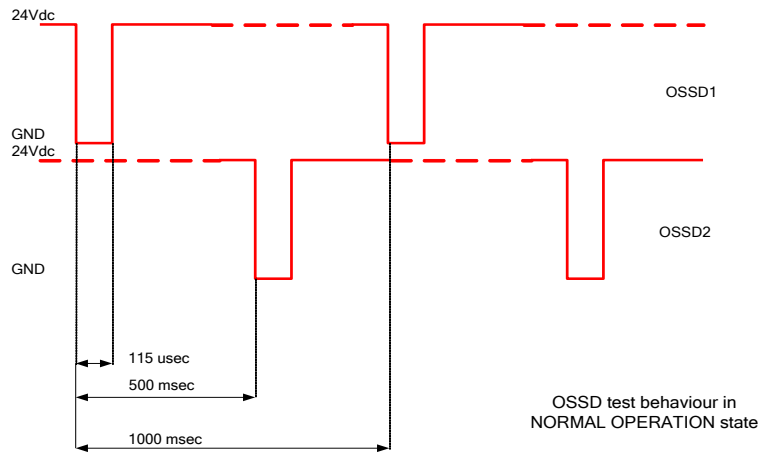 24Vdc
OSSD1
GND
24Vdc
OSSD2
GND
115 usec
500 msec
OSSD test behaviour in
NORMAL OPERATION state
1000 msec